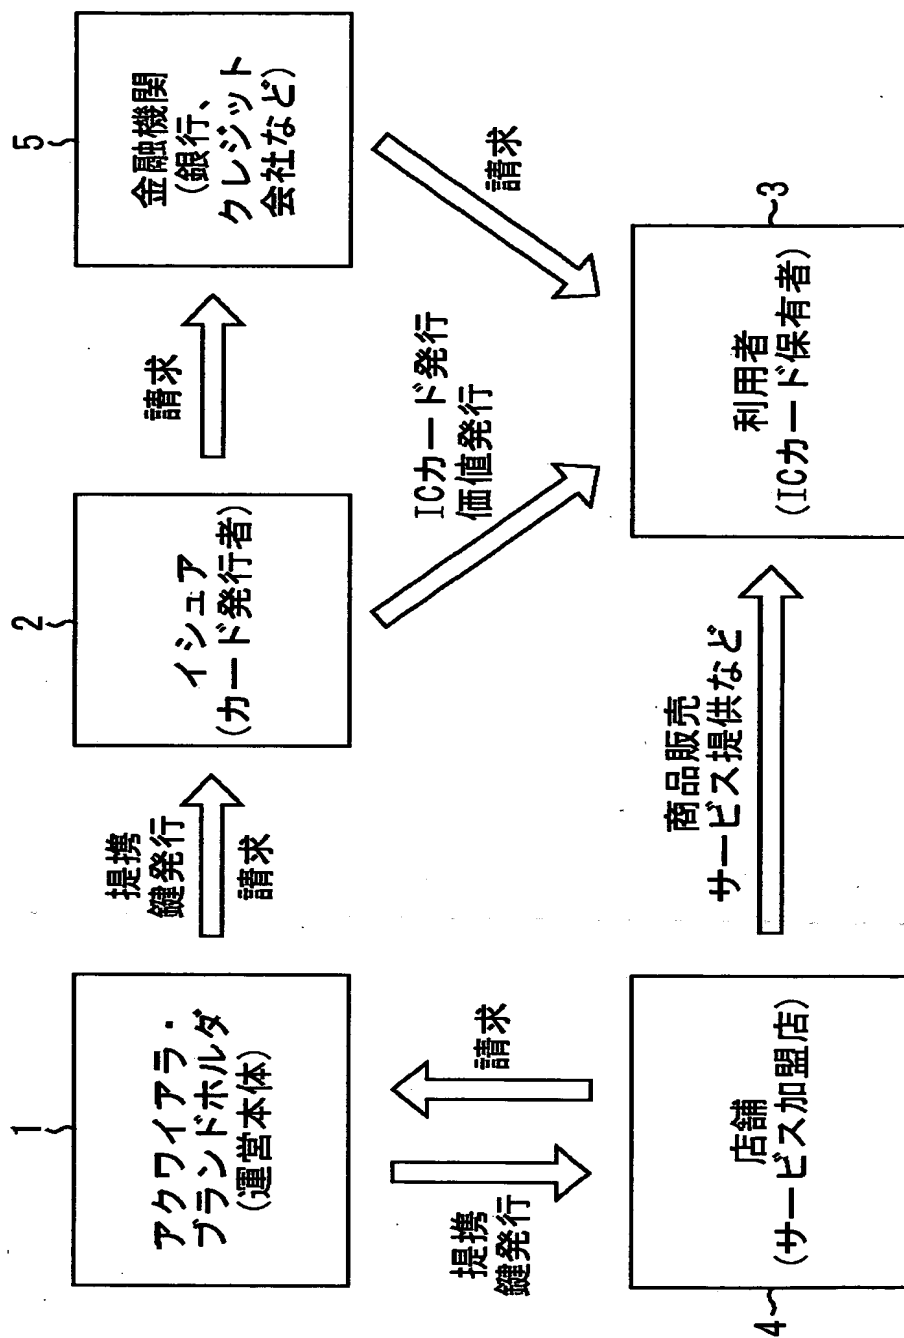 1
アクワイアラ・
ブランドホルダ
(運営本体)
提携
鍵発行
請求
2
イシュア
(カード発行者)
請求
5
金融機関
(銀行、
クレジット
会社など)
提携
鍵発行
請求
ICカード発行
価値発行
請求
4
店舗
(サービス加盟店)
商品販売
サービス提供など
3
利用者
(ICカード保有者)